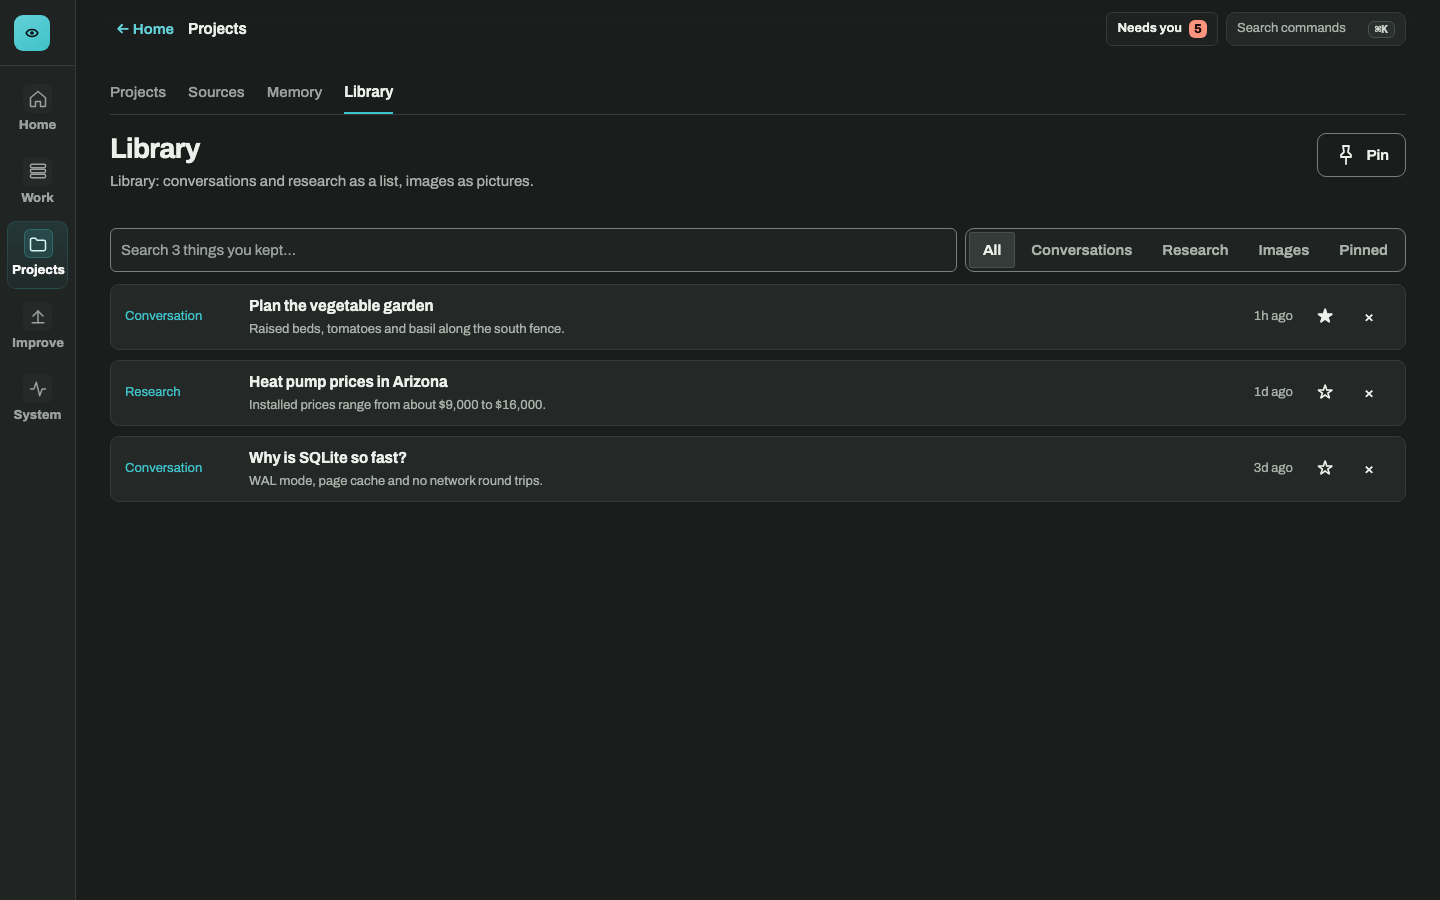 ← Home Projects
Needs you 5
Search commands ⌘K
Home
Work
Projects
Improve
System
Projects Sources Memory Library
Library
Library: conversations and research as a list, images as pictures.
Pin
Search 3 things you kept...
All Conversations Research Images Pinned
Conversation
Plan the vegetable garden
Raised beds, tomatoes and basil along the south fence.
1h ago
Research
Heat pump prices in Arizona
Installed prices range from about $9,000 to $16,000.
1d ago
Conversation
Why is SQLite so fast?
WAL mode, page cache and no network round trips.
3d ago